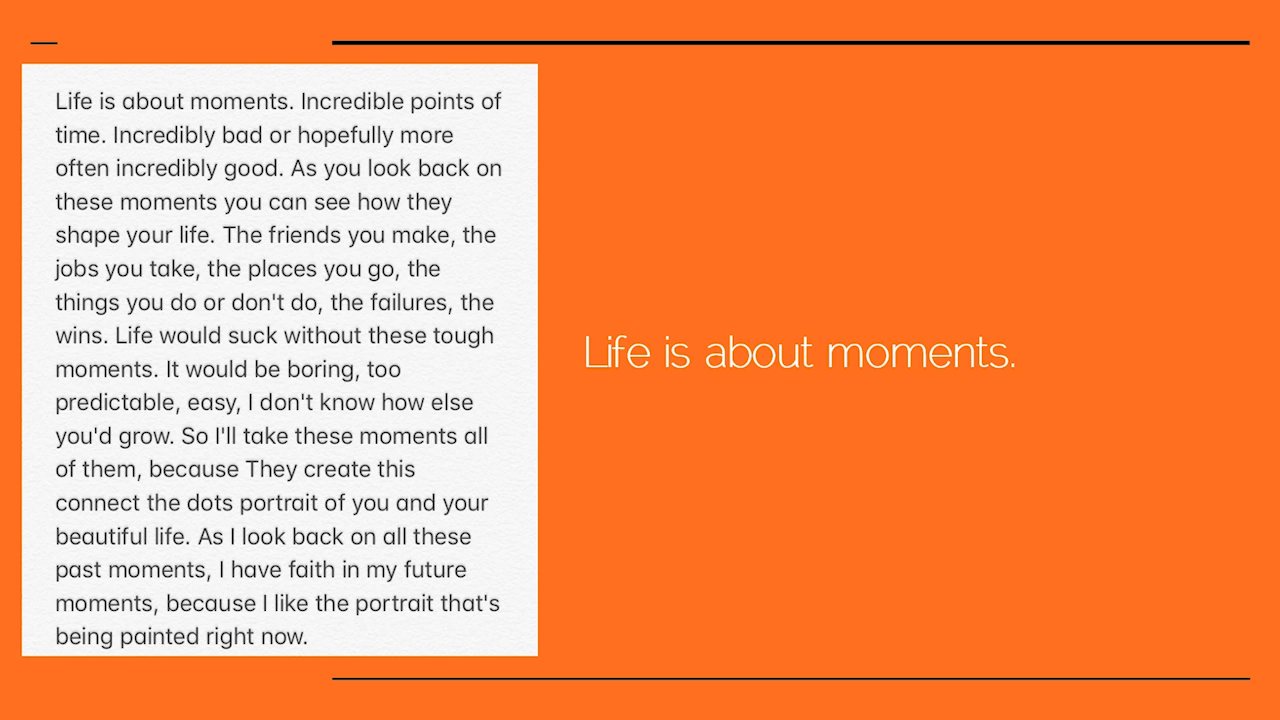 Life is about moments. Incredible points of
time. Incredibly bad or hopefully more
often incredibly good. As you look back on
these moments you can see how they
shape your life. The friends you make, the
jobs you take, the places you go, the
things you do or don't do, the failures, the
wins. Life would suck without these tough
moments. It would be boring, too
predictable, easy, I don't know how else
you'd grow. So I'll take these moments all
of them, because They create this
connect the dots portrait of you and your
beautiful life. As I look back on all these
past moments, I have faith in my future
moments, because I like the portrait that's
being painted right now.
Life is about moments.